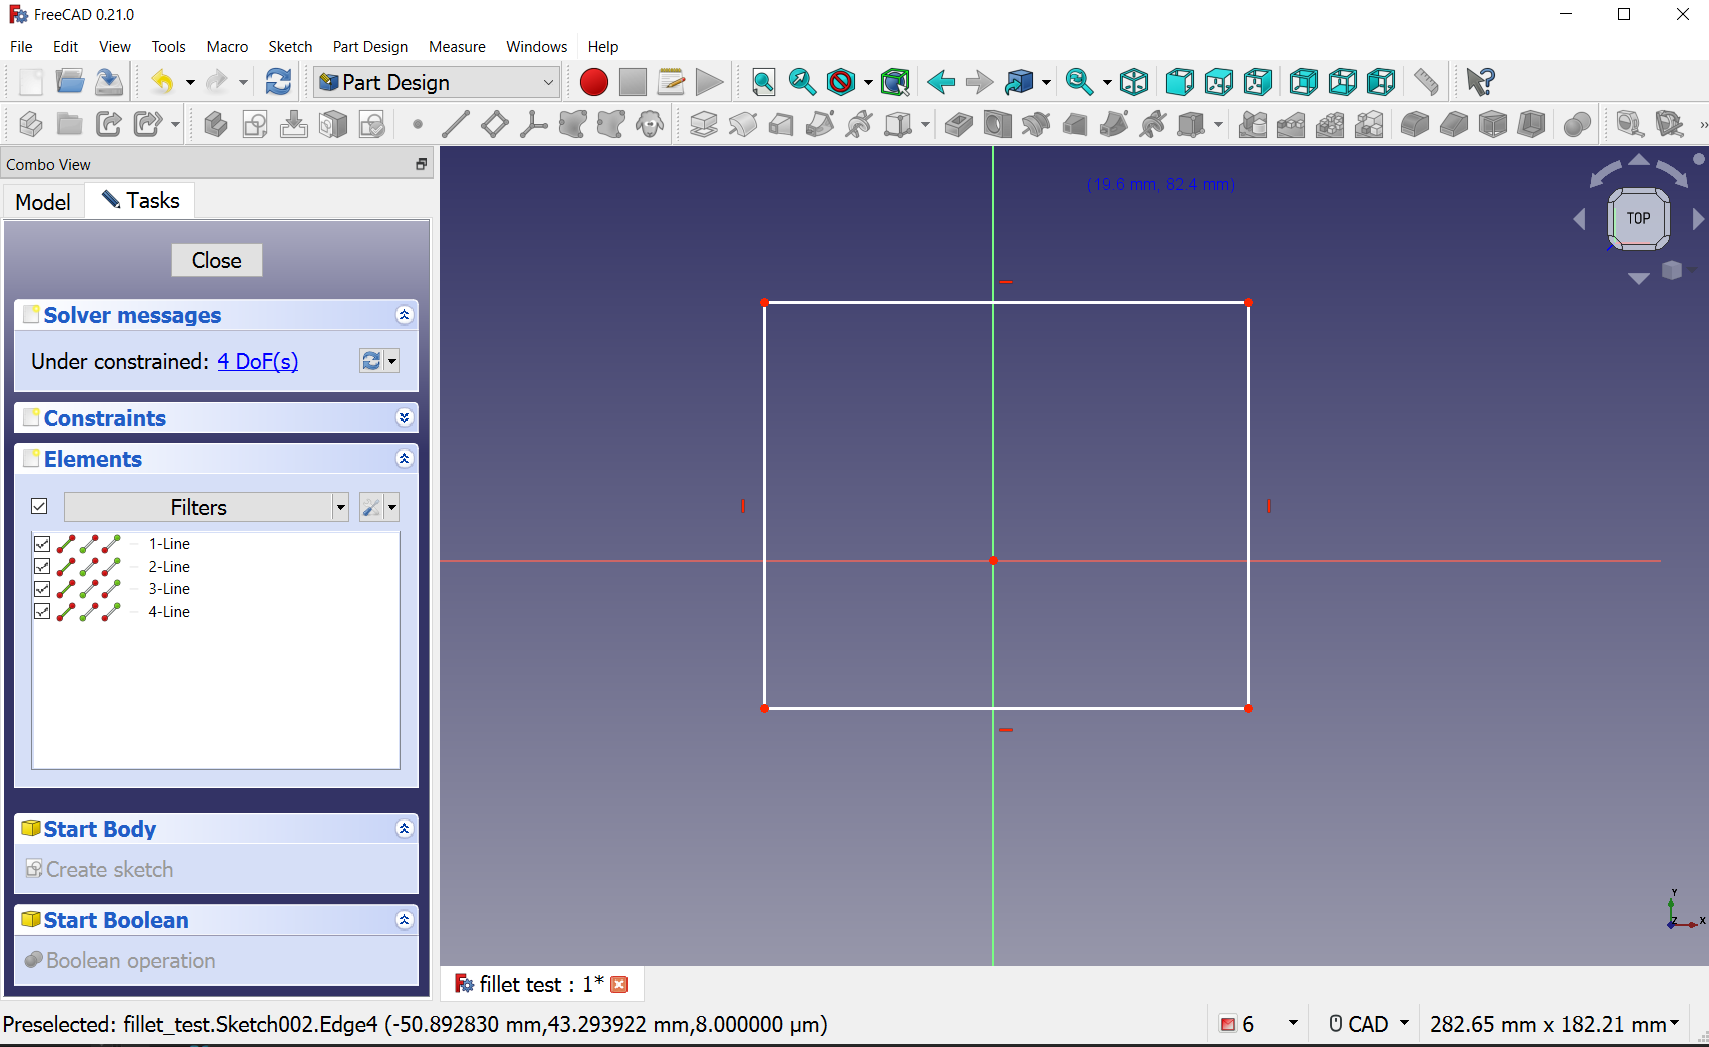 FreeCAD 0.21.0
File Edit View Tools Macro Sketch Part Design Measure Windows Help
Part Design
Combo View
Model Tasks
Close
Solver messages
Under constrained: 4 DoF(s)
Constraints
Elements
Filters
1-Line
2-Line
3-Line
4-Line
Start Body
Create sketch
Start Boolean
Boolean operation
(19.6 mm, 82.4 mm)
TOP
Y
Z
X
fillet test : 1*
Preselected: fillet_test.Sketch002.Edge4 (-50.892830 mm,43.293922 mm,8.000000 μm)
6
CAD
282.65 mm x 182.21 mm